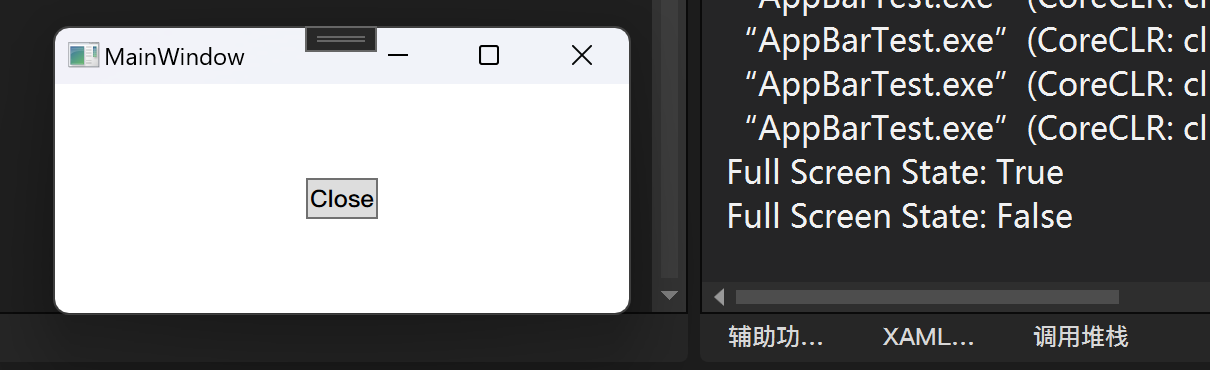 MainWindow
Close
"AppBarTest.exe" (CoreCLR: cl
“AppBarTest.exe” (CoreCLR: cl
“AppBarTest.exe” (CoreCLR: cl
“AppBarTest.exe” (CoreCLR: cl
Full Screen State: True
Full Screen State: False
辅助功... XAML... 调用堆栈